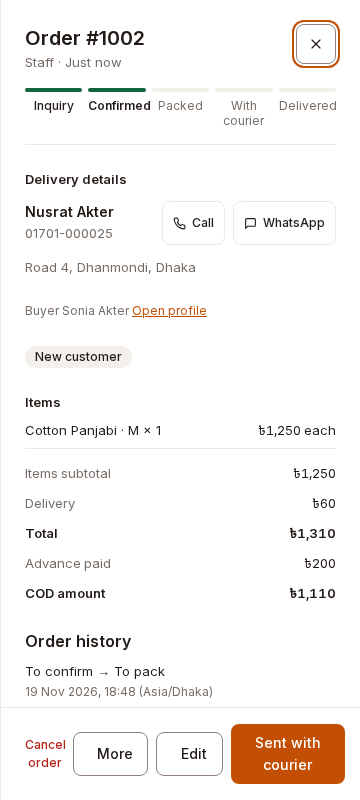 Order #1002
Staff · Just now
Inquiry
Confirmed
Packed
With courier
Delivered
Delivery details
Nusrat Akter
01701-000025
Call
WhatsApp
Road 4, Dhanmondi, Dhaka
Buyer Sonia Akter Open profile
New customer
Items
Cotton Panjabi · M × 1 ৳1,250 each
Items subtotal ৳1,250
Delivery ৳60
Total ৳1,310
Advance paid ৳200
COD amount ৳1,110
Order history
To confirm → To pack
19 Nov 2026, 18:48 (Asia/Dhaka)
Cancel order
More
Edit
Sent with courier